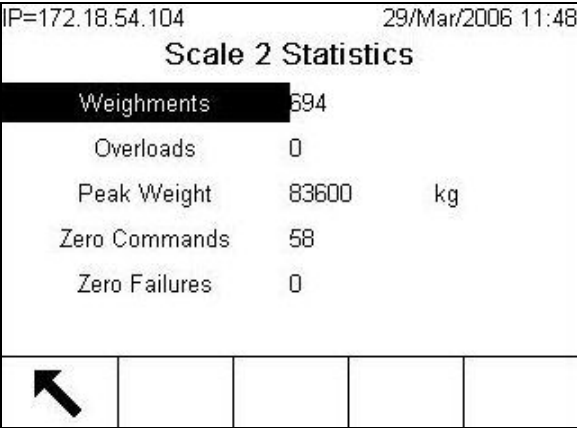 IP=172.18.54.104 29/Mar/2006 11:48
Scale 2 Statistics
Weighments 694
Overloads 0
Peak Weight 83600 kg
Zero Commands 58
Zero Failures 0